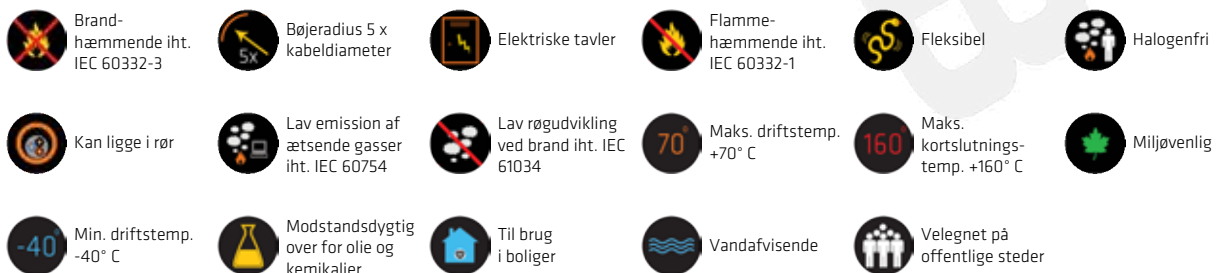 Brand-
hæmmende iht.
IEC 60332-3
5x
Bøjeradius 5 x
kabeldiameter
Elektriske tavler
Flamme-
hæmmende iht.
IEC 60332-1
Fleksibel
Halogenfri
Kan ligge i rør
Lav emission af
ætsende gasser
iht. IEC 60754
Lav røgudvikling
ved brand iht. IEC
61034
70°
Maks. driftstemp.
+70° C
160°
Maks.
kortslutnings-
temp. +160° C
Miljøvenlig
-40°
Min. driftstemp.
-40° C
Modstandsdygtig
over for olie og
kemikalier
Til brug
i boliger
Vandafvisende
Velegnet på
offentlige steder